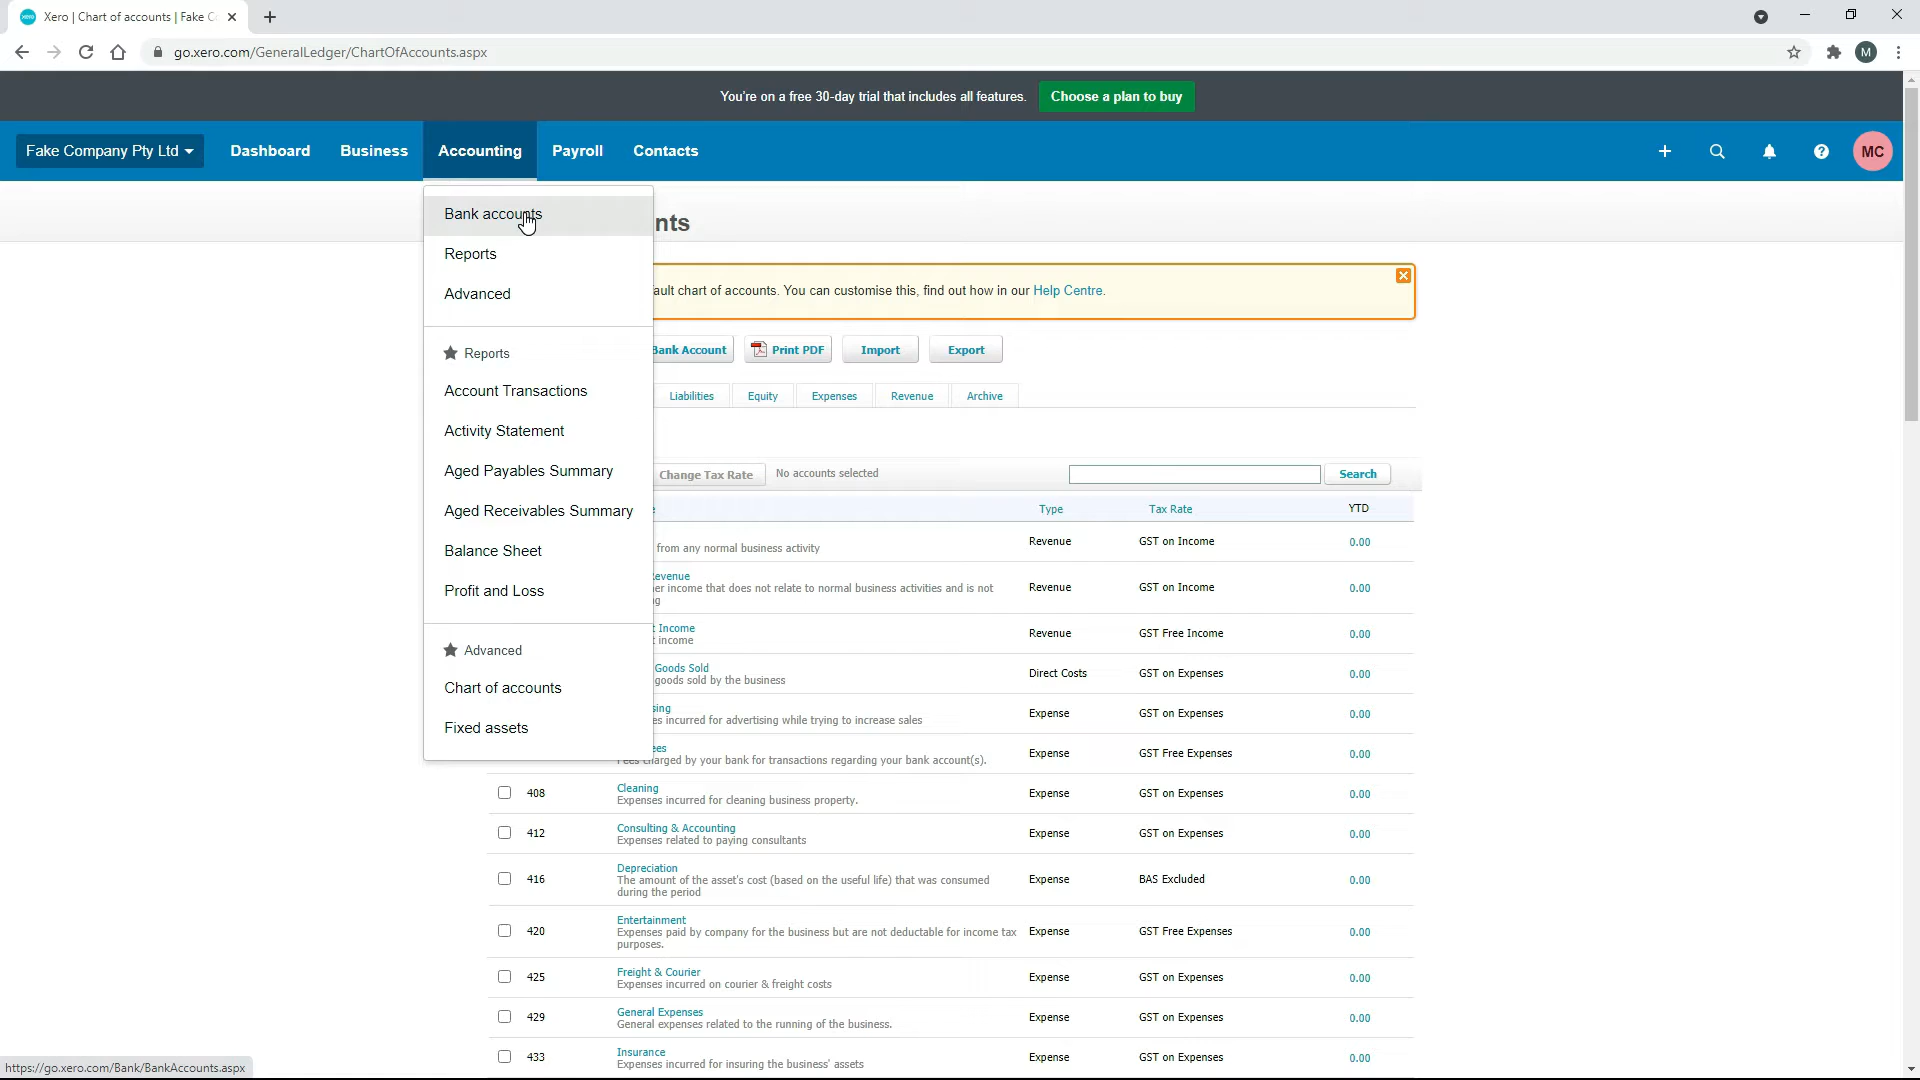 Xero | Chart of accounts | Fake C
go.xero.com/GeneralLedger/ChartOfAccounts.aspx
M
You're on a free 30-day trial that includes all features.
Choose a plan to buy
Fake Company Pty Ltd
Dashboard
Business
Accounting
Payroll
Contacts
MC
Bank accounts
Reports
Advanced
Reports
Account Transactions
Activity Statement
Aged Payables Summary
Aged Receivables Summary
Balance Sheet
Profit and Loss
Advanced
Chart of accounts
Fixed assets
nts
ault chart of accounts. You can customise this, find out how in our Help Centre.
Bank Account
Print PDF
Import
Export
Liabilities
Equity
Expenses
Revenue
Archive
Change Tax Rate
No accounts selected
Search
Type
Tax Rate
YTD
from any normal business activity
Revenue
GST on Income
0.00
evenue
er income that does not relate to normal business activities and is not
g
Revenue
GST on Income
0.00
t Income
t income
Revenue
GST Free Income
0.00
Goods Sold
goods sold by the business
Direct Costs
GST on Expenses
0.00
sing
es incurred for advertising while trying to increase sales
Expense
GST on Expenses
0.00
ees
Fees charged by your bank for transactions regarding your bank account(s).
Expense
GST Free Expenses
0.00
408
Cleaning
Expenses incurred for cleaning business property.
Expense
GST on Expenses
0.00
412
Consulting & Accounting
Expenses related to paying consultants
Expense
GST on Expenses
0.00
416
Depreciation
The amount of the asset's cost (based on the useful life) that was consumed
during the period
Expense
BAS Excluded
0.00
420
Entertainment
Expenses paid by company for the business but are not deductable for income tax
purposes.
Expense
GST Free Expenses
0.00
425
Freight & Courier
Expenses incurred on courier & freight costs
Expense
GST on Expenses
0.00
429
General Expenses
General expenses related to the running of the business.
Expense
GST on Expenses
0.00
433
Insurance
Expenses incurred for insuring the business' assets
Expense
GST on Expenses
0.00
https://go.xero.com/Bank/BankAccounts.aspx